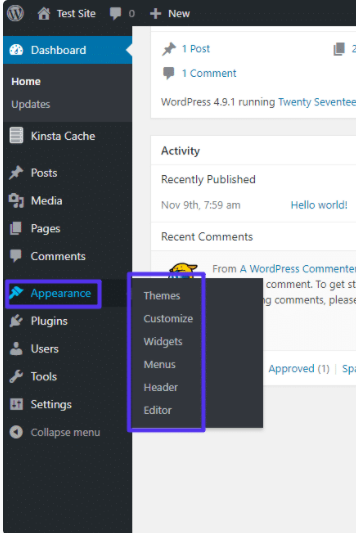 Test Site 0 + New
Dashboard
Home
Updates
Kinsta Cache
Posts
Media
Pages
Comments
Appearance
Plugins
Users
Tools
Settings
Collapse menu
Themes
Customize
Widgets
Menus
Header
Editor
1 Post 2
1 Comment
WordPress 4.9.1 running Twenty Sevente
Activity
Recently Published
Nov 9th, 7:59 am Hello world!
Recent Comments
From A WordPress Commenter
comment. To get st
ng comments, please
Approved (1) | Spa